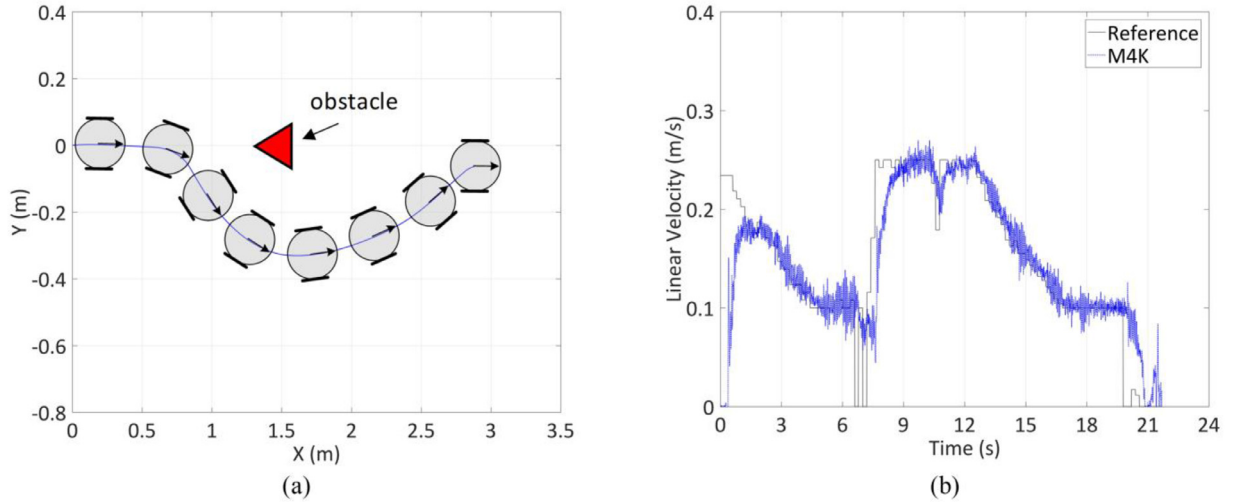 0.4
0.2
0
-0.2
-0.4
-0.6
-0.8
Y (m)
obstacle
0 0.5 1 1.5 2 2.5 3 3.5
X (m)
(a)
0.4
0.3
0.2
0.1
0
Linear Velocity (m/s)
Reference
M4K
0 3 6 9 12 15 18 21 24
Time (s)
(b)